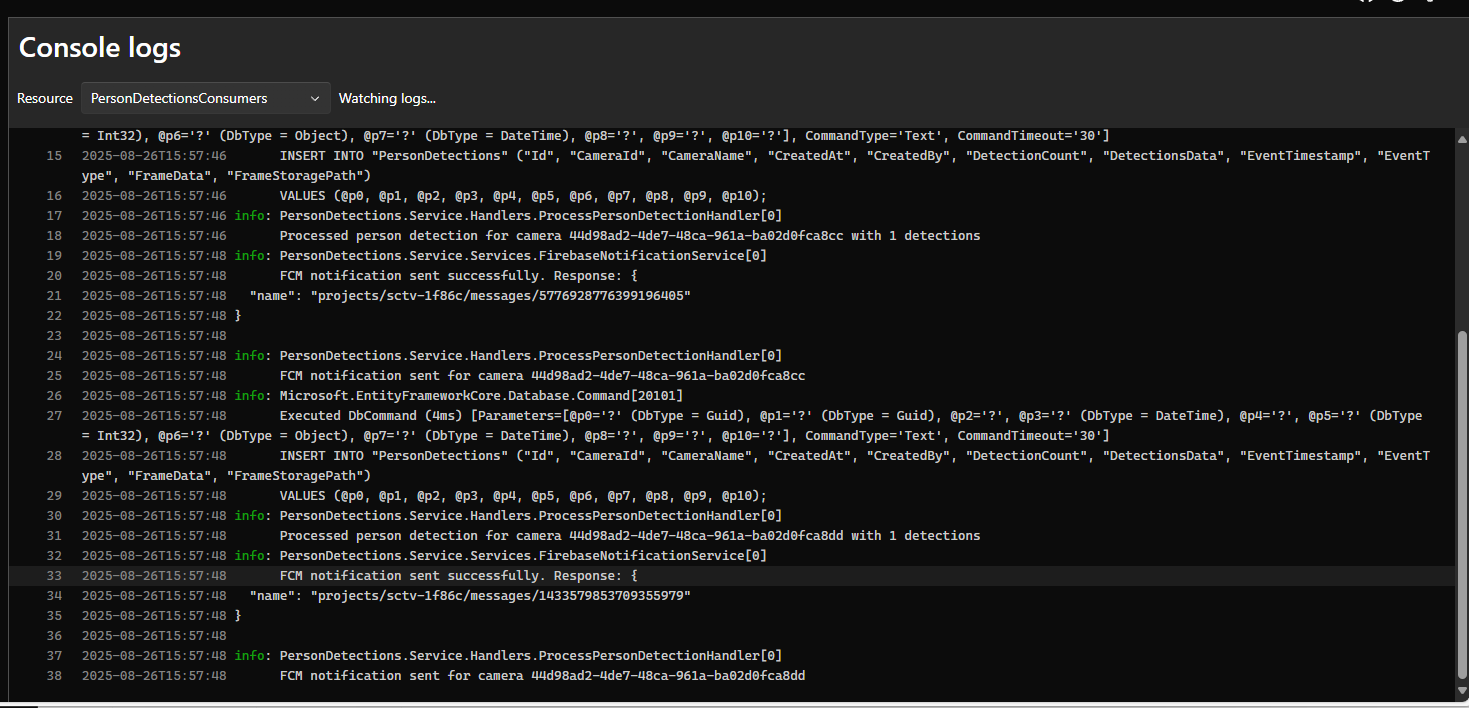 Console logs
Resource PersonDetectionsConsumers Watching logs...
= Int32), @p6='?' (DbType = Object), @p7='?' (DbType = DateTime), @p8='?', @p9='?', @p10='?'], CommandType='Text', CommandTimeout='30']
15 2025-08-26T15:57:46 INSERT INTO "PersonDetections" ("Id", "CameraId", "CameraName", "CreatedAt", "CreatedBy", "DetectionCount", "DetectionsData", "EventTimestamp", "EventT
ype", "FrameData", "FrameStoragePath")
16 2025-08-26T15:57:46 VALUES (@p0, @p1, @p2, @p3, @p4, @p5, @p6, @p7, @p8, @p9, @p10);
17 2025-08-26T15:57:46 info: PersonDetections.Service.Handlers.ProcessPersonDetectionHandler[0]
18 2025-08-26T15:57:46 Processed person detection for camera 44d98ad2-4de7-48ca-961a-ba02d0fca8cc with 1 detections
19 2025-08-26T15:57:48 info: PersonDetections.Service.Services.FirebaseNotificationService[0]
20 2025-08-26T15:57:48 FCM notification sent successfully. Response: {
21 2025-08-26T15:57:48 "name": "projects/sctv-1f86c/messages/5776928776399196405"
22 2025-08-26T15:57:48 }
23 2025-08-26T15:57:48
24 2025-08-26T15:57:48 info: PersonDetections.Service.Handlers.ProcessPersonDetectionHandler[0]
25 2025-08-26T15:57:48 FCM notification sent for camera 44d98ad2-4de7-48ca-961a-ba02d0fca8cc
26 2025-08-26T15:57:48 info: Microsoft.EntityFrameworkCore.Database.Command[20101]
27 2025-08-26T15:57:48 Executed DbCommand (4ms) [Parameters=[@p0='?' (DbType = Guid), @p1='?' (DbType = Guid), @p2='?', @p3='?' (DbType = DateTime), @p4='?', @p5='?' (DbType
= Int32), @p6='?' (DbType = Object), @p7='?' (DbType = DateTime), @p8='?', @p9='?', @p10='?'], CommandType='Text', CommandTimeout='30']
28 2025-08-26T15:57:48 INSERT INTO "PersonDetections" ("Id", "CameraId", "CameraName", "CreatedAt", "CreatedBy", "DetectionCount", "DetectionsData", "EventTimestamp", "EventT
ype", "FrameData", "FrameStoragePath")
29 2025-08-26T15:57:48 VALUES (@p0, @p1, @p2, @p3, @p4, @p5, @p6, @p7, @p8, @p9, @p10);
30 2025-08-26T15:57:48 info: PersonDetections.Service.Handlers.ProcessPersonDetectionHandler[0]
31 2025-08-26T15:57:48 Processed person detection for camera 44d98ad2-4de7-48ca-961a-ba02d0fca8dd with 1 detections
32 2025-08-26T15:57:48 info: PersonDetections.Service.Services.FirebaseNotificationService[0]
33 2025-08-26T15:57:48 FCM notification sent successfully. Response: {
34 2025-08-26T15:57:48 "name": "projects/sctv-1f86c/messages/1433579853709355979"
35 2025-08-26T15:57:48 }
36 2025-08-26T15:57:48
37 2025-08-26T15:57:48 info: PersonDetections.Service.Handlers.ProcessPersonDetectionHandler[0]
38 2025-08-26T15:57:48 FCM notification sent for camera 44d98ad2-4de7-48ca-961a-ba02d0fca8dd